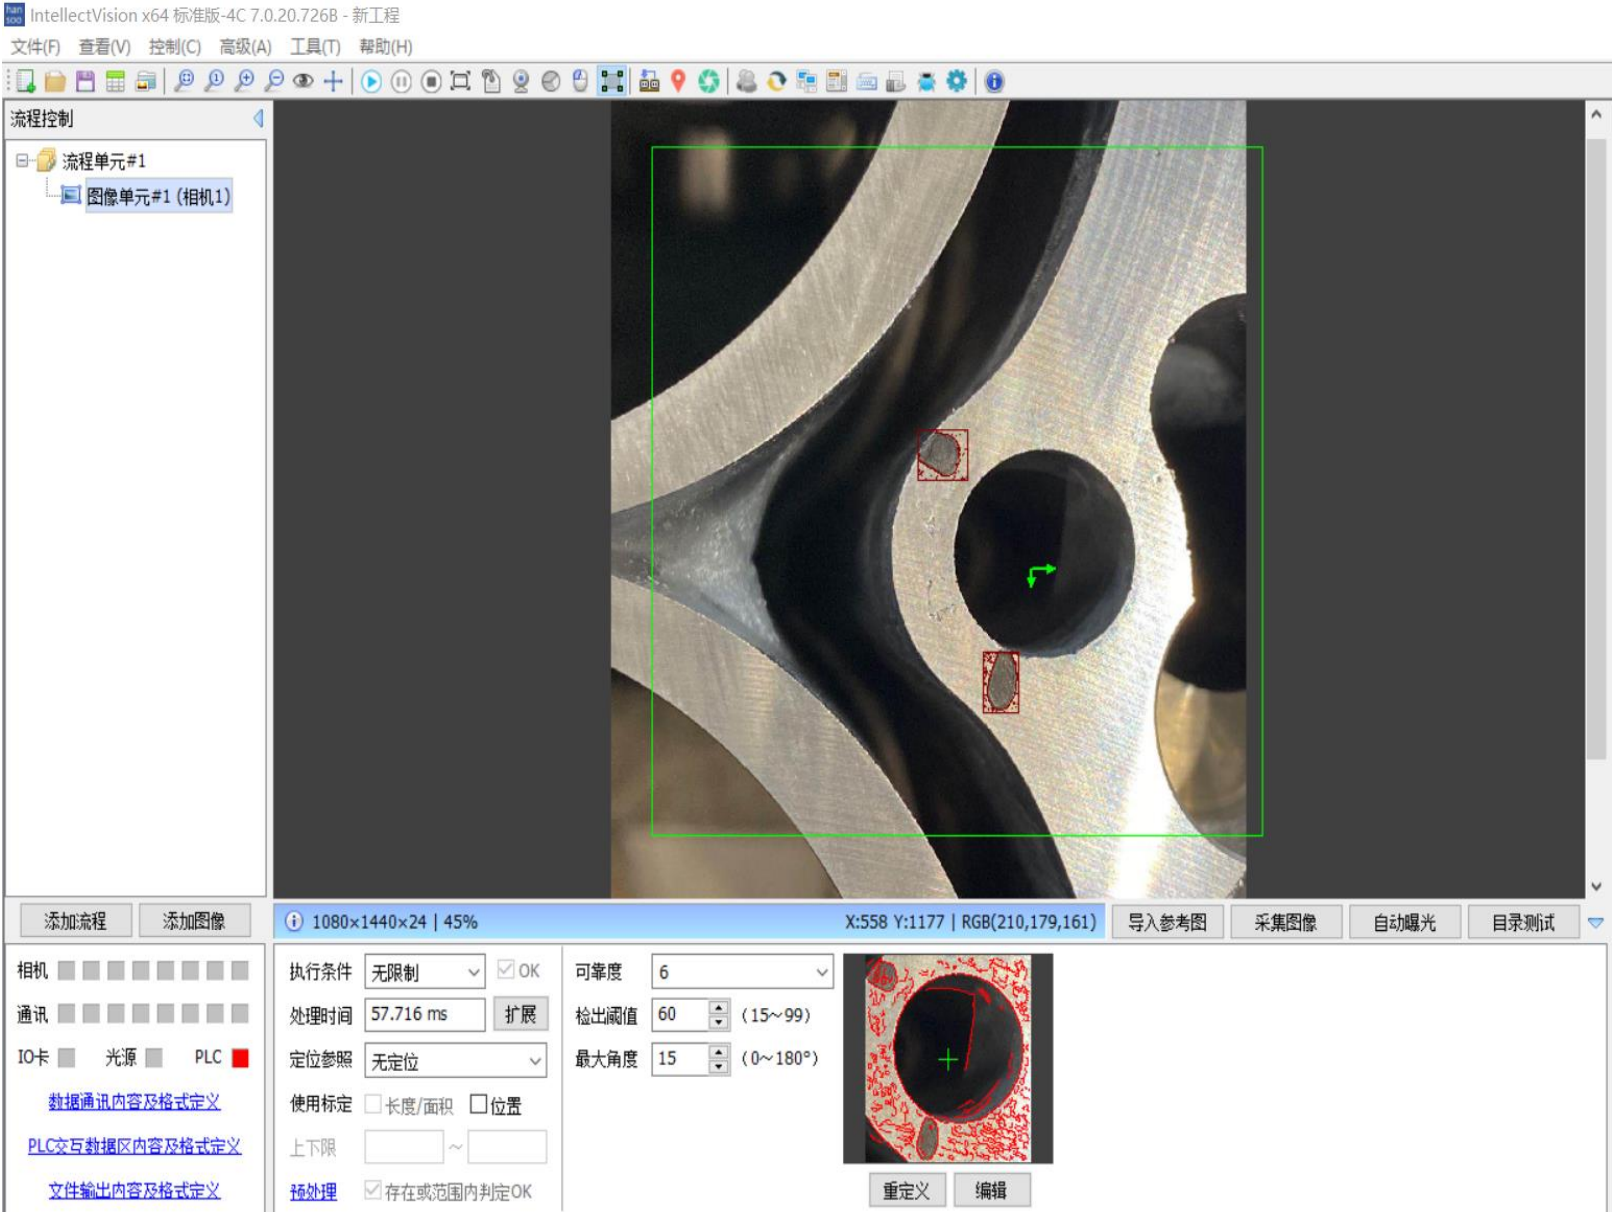 han soo IntellectVision x64 标准版-4C 7.0.20.726B - 新工程
文件(F) 查看(V) 控制(C) 高级(A) 工具(T) 帮助(H)
流程控制
流程单元#1
图像单元#1 (相机1)
添加流程 添加图像
1080×1440×24 | 45%
X:558 Y:1177 | RGB(210,179,161)
导入参考图 采集图像 自动曝光 目录测试
相机
通讯
IO卡 光源 PLC
数据通讯内容及格式定义
PLC交互数据区内容及格式定义
文件输出内容及格式定义
执行条件 无限制 OK
处理时间 57.716 ms 扩展
定位参照 无定位
使用标定 长度/面积 位置
上下限 ~
预处理 存在或范围内判定OK
可靠度 6
检出阈值 60 (15~99)
最大角度 15 (0~180°)
重定义 编辑